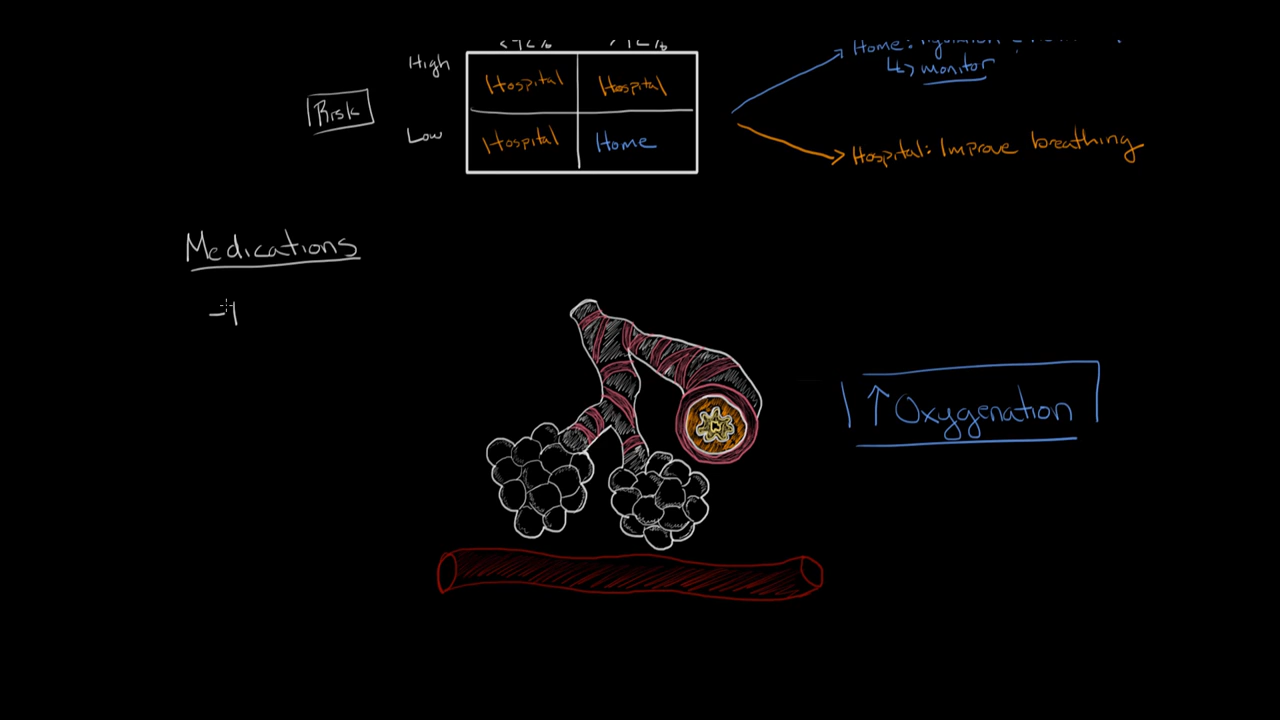 High
Hospital Hospital
Risk
Low
Hospital Home
Home:
↳ monitor
Hospital: Improve breathing
Medications
↑ Oxygenation